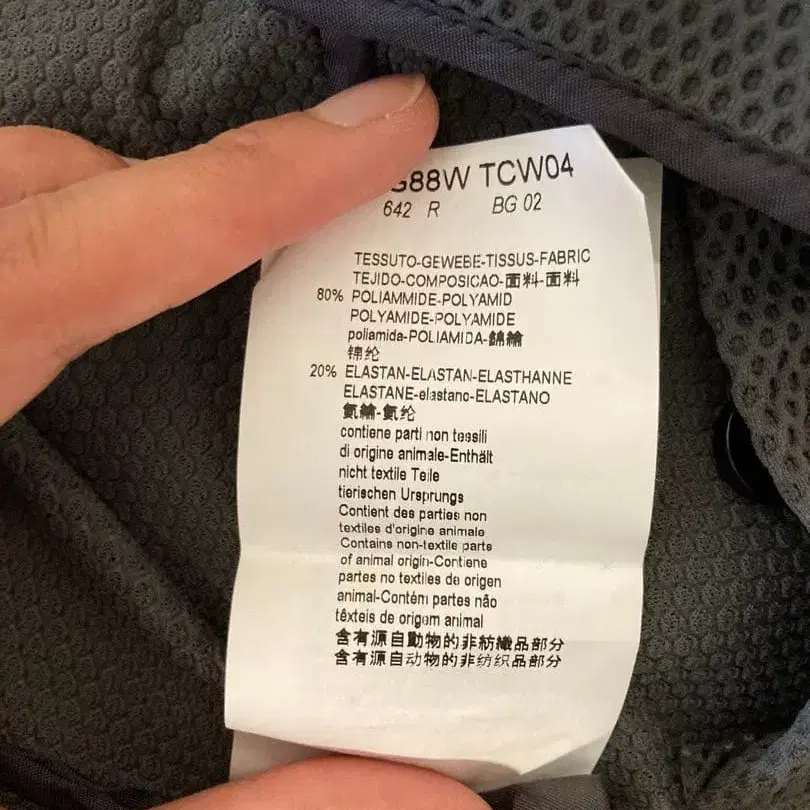 G88W TCW04
642 R BG 02
TESSUTO-GEWEBE-TISSUS-FABRIC
TEJIDO-COMPOSICAO-面料-面料
80% POLIAMMIDE-POLYAMID
POLYAMIDE-POLYAMIDE
poliamida-POLIAMIDA-錦綸
锦纶
20% ELASTAN-ELASTAN-ELASTHANNE
ELASTANE-elastano-ELASTANO
氨綸-氨纶
contiene parti non tessili
di origine animale-Enthält
nicht textile Teile
tierischen Ursprungs
Contient des parties non
textiles d'origine animale
Contains non-textile parts
of animal origin-Contiene
partes no textiles de origen
animal-Contém partes não
têxteis de origem animal
含有源自動物的非紡織品部分
含有源自动物的非纺织品部分